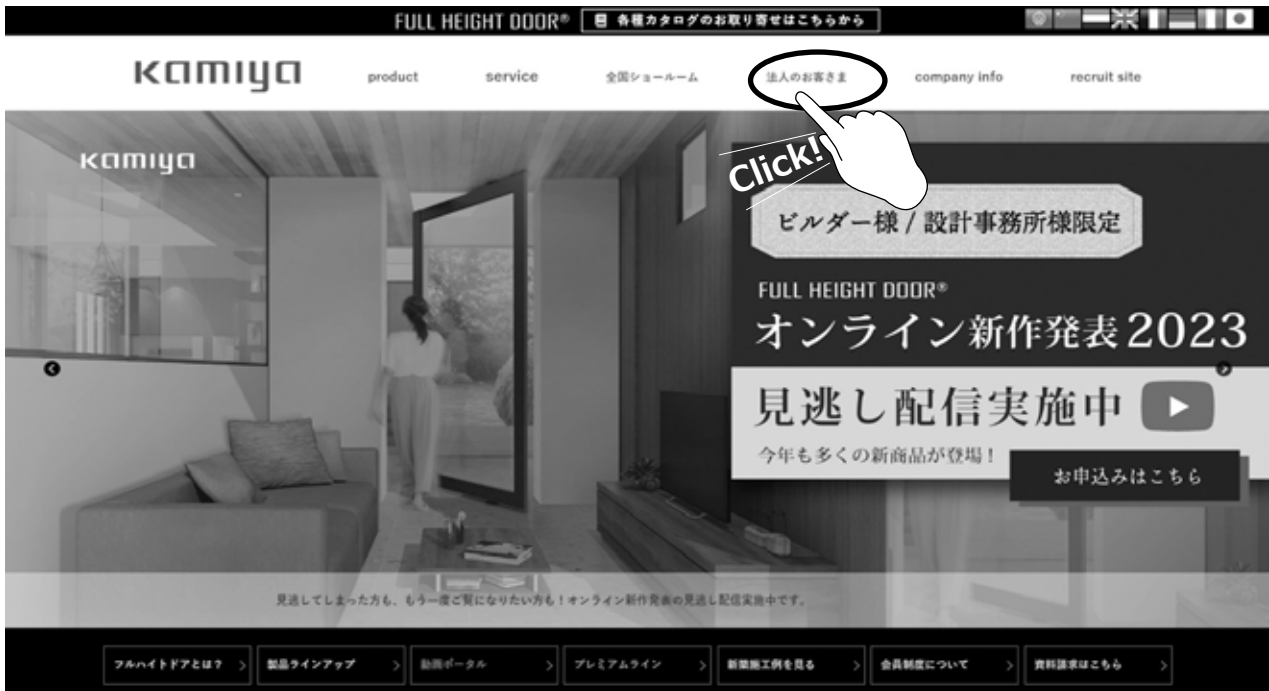 FULL HEIGHT DOOR® 各種カタログのお取り寄せはこちらから
kamiya product service 全国ショールーム 法人のお客さま company info recruit site
kamiya
Click!
ビルダー様 / 設計事務所様限定
FULL HEIGHT DOOR®
オンライン新作発表2023
見逃し配信実施中
今年も多くの新商品が登場！
お申込みはこちら
見逃してしまった方も、もう一度ご覧になりたい方も！オンライン新作発表の見逃し配信実施中です。
フルハイトドアとは？ 製品ラインアップ 動画ポータル プレミアムライン 新築施工例を見る 会員制度について 資料請求はこちら